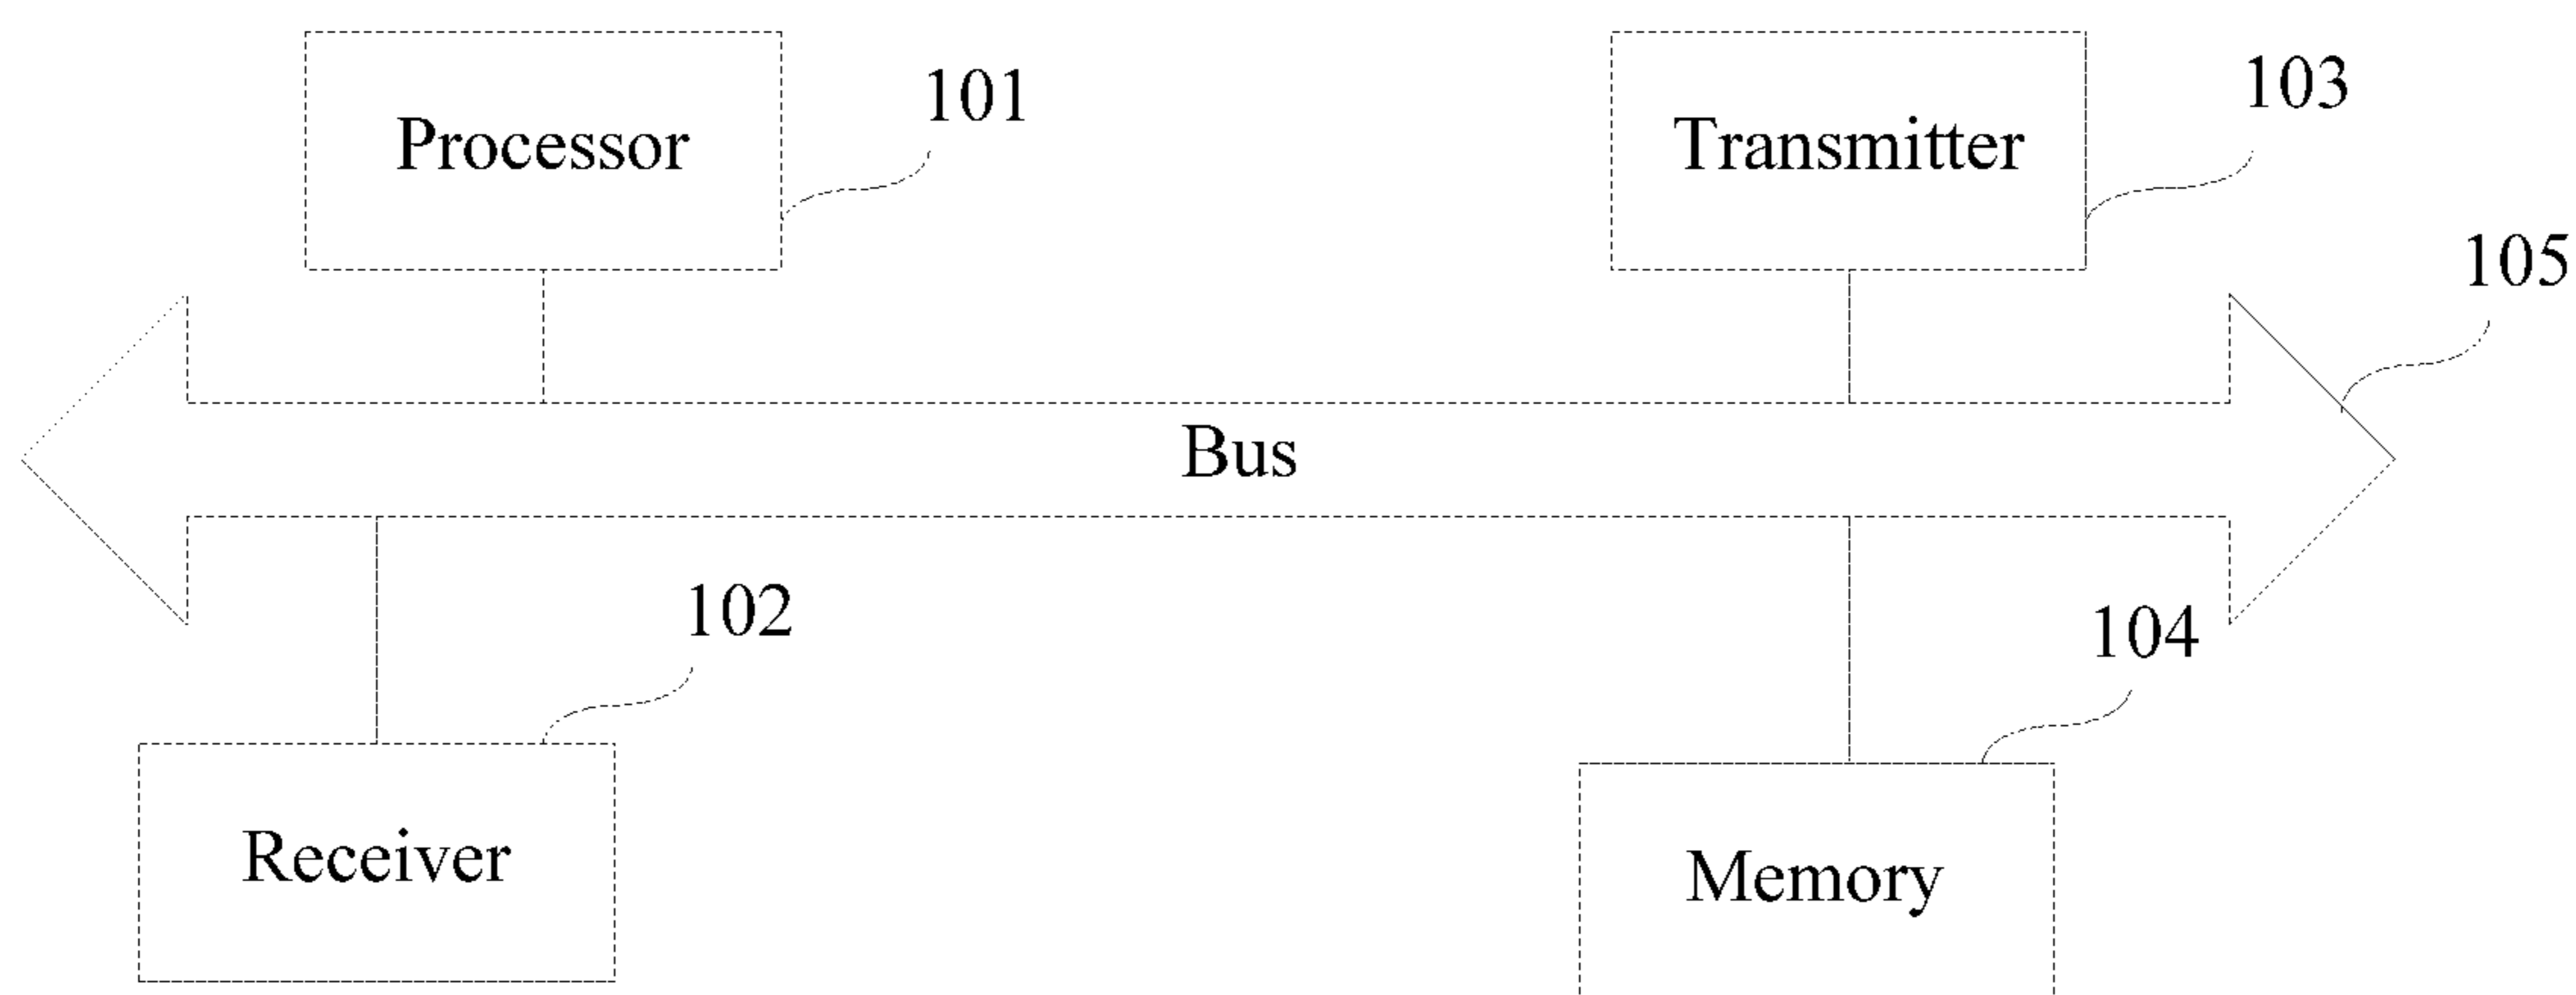 Processor
101
Transmitter
103
105
Bus
102
104
Receiver
Memory